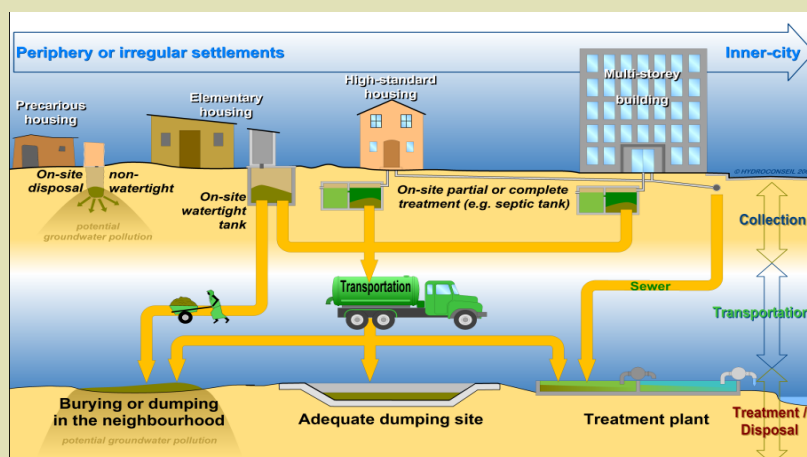 Periphery or irregular settlements
Inner-city
Precarious
housing
Elementary
housing
High-standard
housing
Multi-storey
building
On-site
disposal
non-
watertight
potential
groundwater pollution
On-site
watertight
tank
On-site partial or complete
treatment (e.g. septic tank)
© HYDROCONSEIL
Collection
Transportation
Sewer
Transportation
Burying or dumping
in the neighbourhood
potential groundwater pollution
Adequate dumping site
Treatment plant
Treatment /
Disposal